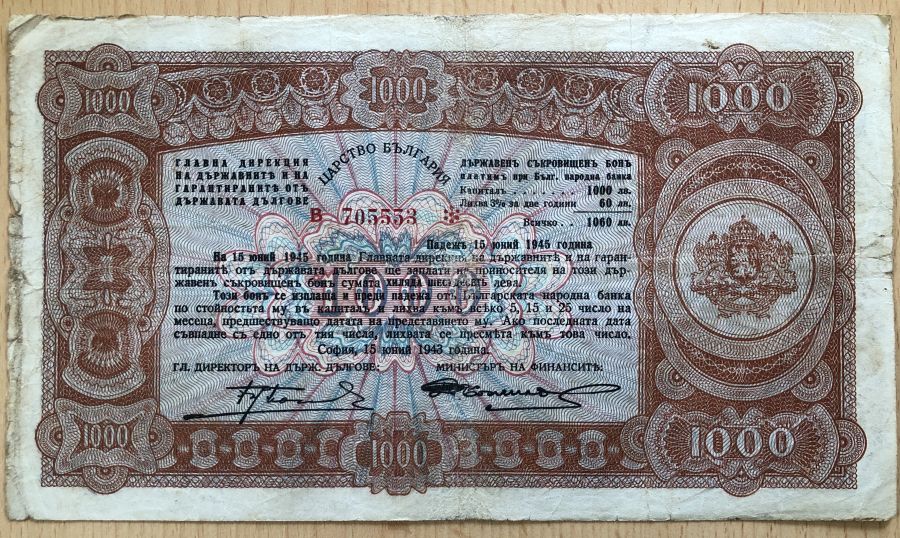 1000 1000 1000
ЦАРСТВО БЪЛГАРИЯ
ГЛАВНА ДИРЕКЦИЯ
НА ДЪРЖАВНИТѢ И НА
ГАРАНТИРАНИТѢ ОТЪ
ДЪРЖАВАТА ДЪЛГОВЕ
ДЪРЖАВЕНЪ СЪКРОВИЩЕНЪ БОНЪ
платимъ при Бълг. народна банка
Капиталъ . . . . . . . 1000 лв.
Лихва 3% за две години 60 лв.
Всичко . . 1060 лв.
В 705553
Падежъ 15 юний 1945 година
На 15 юний 1945 година Главната дирекция на държавнитѣ и на гаран-
тиранитѣ отъ държавата дългове ще заплати на приносителя на този дър-
жавенъ съкровищенъ бонъ сумата хиляда шестдесеть лева.
Този бонъ се изплаща и преди падежа отъ Българската народна банка
по стойностьта му въ капиталъ и лихва къмъ всѣко 5, 15 и 25 число на
месеца, предшествуващо датата на представянето му. Ако последната дата
съвпадне съ едно отъ тия числа, лихвата се пресмѣта къмъ това число.
1000
София, 15 юний 1943 година.
ГЛ. ДИРЕКТОРЪ НА ДЪРЖ. ДЪЛГОВЕ: МИНИСТЪРЪ НА ФИНАНСИТѢ:
1000 1000 1000